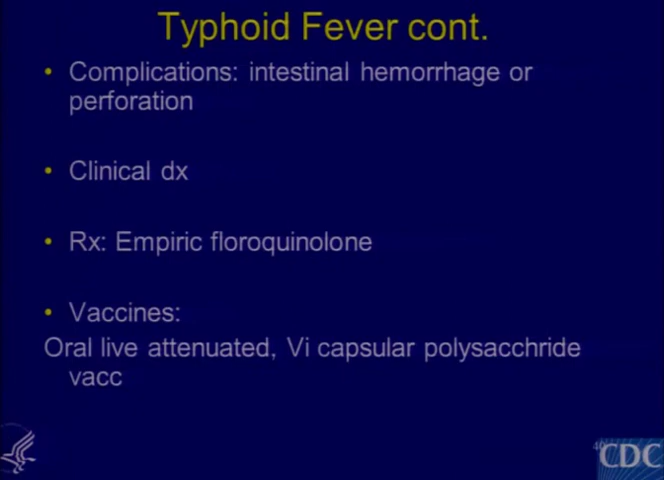 Typhoid Fever cont.
• Complications: intestinal hemorrhage or
perforation
• Clinical dx
• Rx: Empiric floroquinolone
• Vaccines:
Oral live attenuated, Vi capsular polysacchride
vacc
CDC